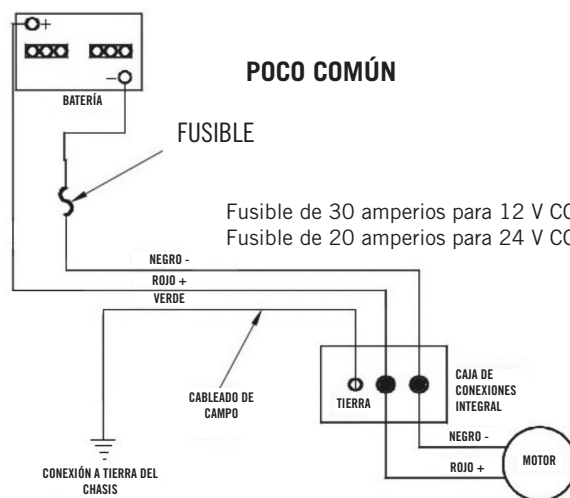 +
−
BATERÍA
POCO COMÚN
FUSIBLE
Fusible de 30 amperios para 12 V CC
Fusible de 20 amperios para 24 V CC
NEGRO -
ROJO +
VERDE
CABLEADO DE
CAMPO
TIERRA
CAJA DE
CONEXIONES
INTEGRAL
NEGRO -
ROJO +
MOTOR
CONEXIÓN A TIERRA DEL
CHASIS